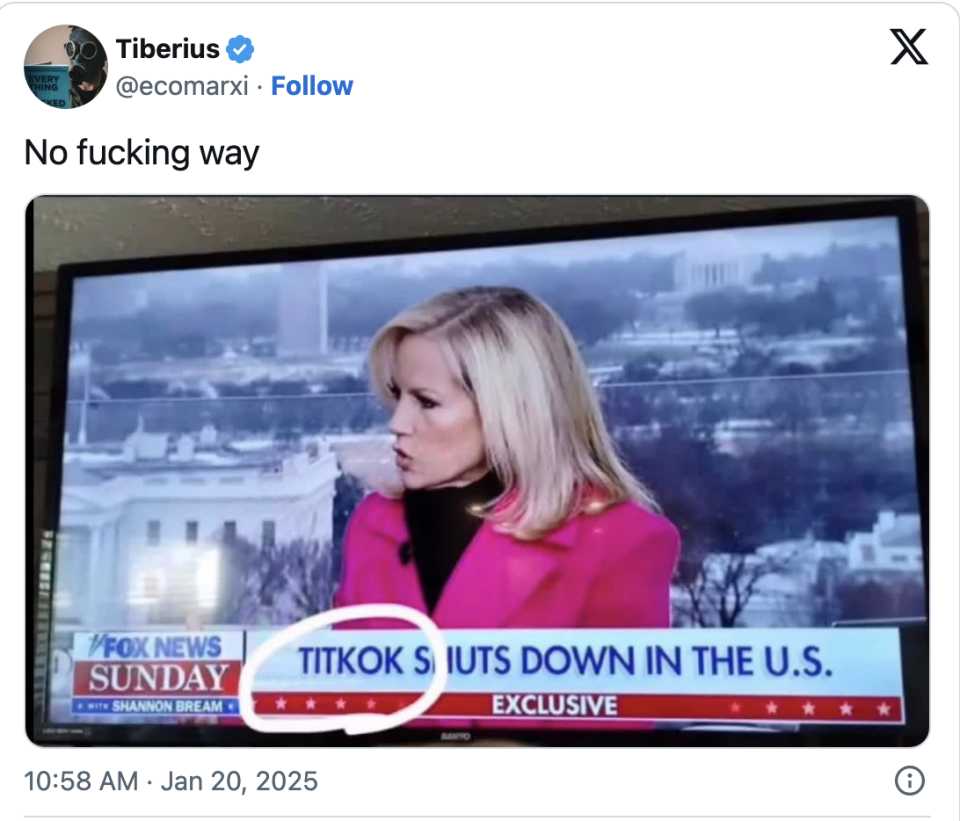 Tiberius
@ecomarxi · Follow
No fucking way
FOX NEWS
SUNDAY
WITH SHANNON BREAM
TITKOK SHUTS DOWN IN THE U.S.
EXCLUSIVE
SANYO
10:58 AM · Jan 20, 2025